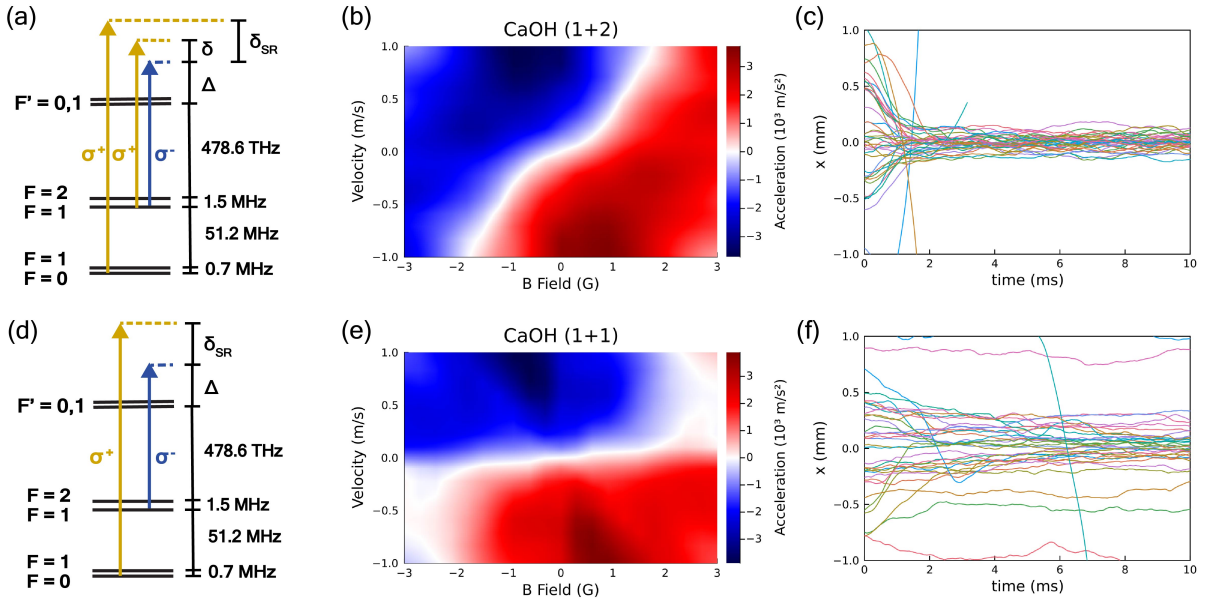 (a)
δ
δSR
Δ
F' = 0,1
σ+ σ+ σ-
478.6 THz
F = 2
F = 1
1.5 MHz
51.2 MHz
F = 1
F = 0
0.7 MHz
(b)
CaOH (1+2)
Velocity (m/s)
1.0
0.5
0.0
−0.5
−1.0
−3 −2 −1 0 1 2 3
B Field (G)
3
2
1
0
−1
−2
−3
Acceleration (10³ m/s²)
(c)
x (mm)
1.0
0.5
0.0
−0.5
−1.0
0 2 4 6 8 10
time (ms)
(d)
δSR
Δ
F' = 0,1
σ+ σ-
478.6 THz
F = 2
F = 1
1.5 MHz
51.2 MHz
F = 1
F = 0
0.7 MHz
(e)
CaOH (1+1)
Velocity (m/s)
1.0
0.5
0.0
−0.5
−1.0
−3 −2 −1 0 1 2 3
B Field (G)
3
2
1
0
−1
−2
−3
Acceleration (10³ m/s²)
(f)
x (mm)
1.0
0.5
0.0
−0.5
−1.0
0 2 4 6 8 10
time (ms)